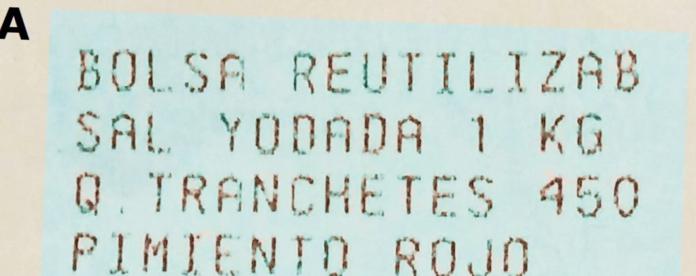 A
BOLSA REUTILIZAB
SAL YODADA 1 KG
Q.TRANCHETES 450
PIMIENTO ROJO